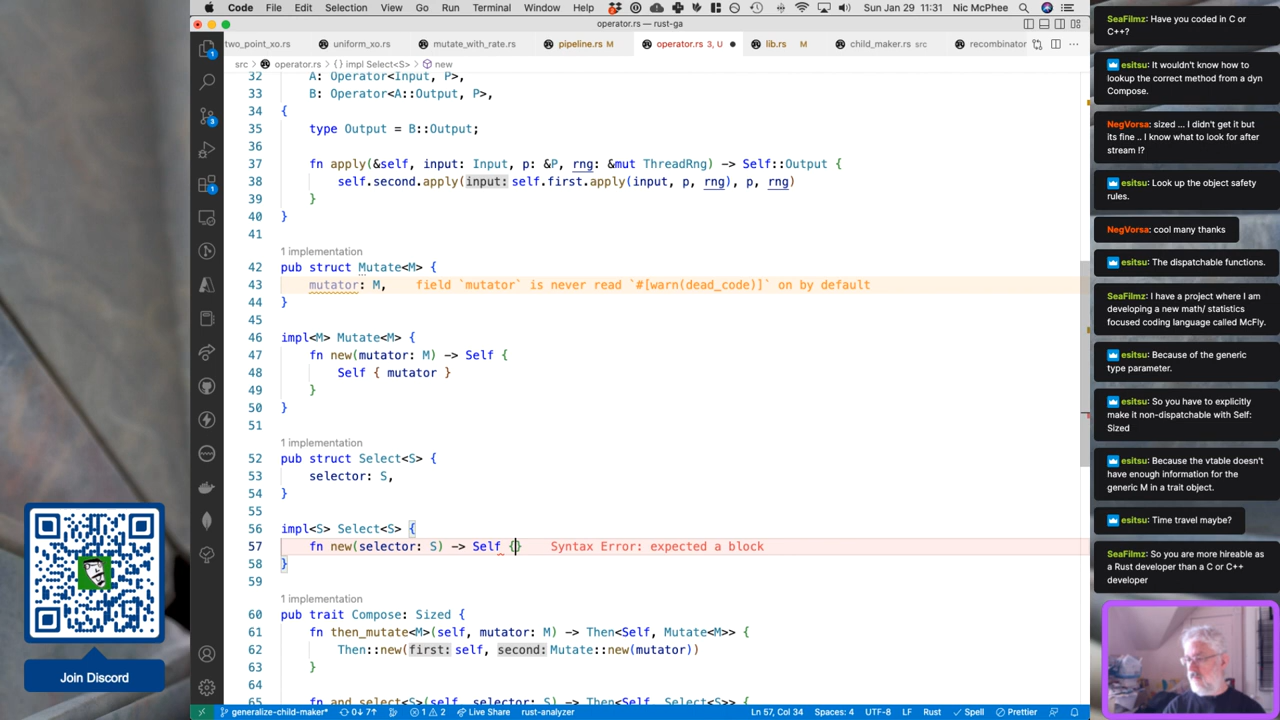 Code File Edit Selection View Go Run Terminal Window Help Sun Jan 29 11:31 Nic McPhee
operator.rs — rust-ga
two_point_xo.rs uniform_xo.rs mutate_with_rate.rs pipeline.rs M operator.rs 3, U lib.rs M child_maker.rs src recombinator
src > operator.rs > {} impl Select<S> > new
32 A: Operator<Input, P>,
33 B: Operator<A::Output, P>,
34 {
35 type Output = B::Output;
36
37 fn apply(&self, input: Input, p: &P, rng: &mut ThreadRng) -> Self::Output {
38 self.second.apply(input: self.first.apply(input, p, rng), p, rng)
39 }
40 }
41
1 implementation
42 pub struct Mutate<M> {
43 mutator: M, field `mutator` is never read `#[warn(dead_code)]` on by default
44 }
45
46 impl<M> Mutate<M> {
47 fn new(mutator: M) -> Self {
48 Self { mutator }
49 }
50 }
51
1 implementation
52 pub struct Select<S> {
53 selector: S,
54 }
55
56 impl<S> Select<S> {
57 fn new(selector: S) -> Self {} Syntax Error: expected a block
58 }
59
1 implementation
60 pub trait Compose: Sized {
61 fn then_mutate<M>(self, mutator: M) -> Then<Self, Mutate<M>> {
62 Then::new(first: self, second: Mutate::new(mutator))
63 }
64
65 fn and_select<S>(self, selector: S) -> Then<Self, Select<S>> {
generalize-child-maker* 0↓ 7↑ 1 2 Live Share rust-analyzer Ln 57, Col 34 Spaces: 4 UTF-8 LF Rust Spell Prettier
Join Discord
SeaFilmz: Have you coded in C or
C++?
esitsu: It wouldn't know how to
lookup the correct method from a dyn
Compose.
NegVorsa: sized ... I didn't get it but
its fine .. I know what to look for after
stream !?
esitsu: Look up the object safety
rules.
NegVorsa: cool many thanks
esitsu: The dispatchable functions.
SeaFilmz: I have a project where I am
developing a new math/ statistics
focused coding language called McFly.
esitsu: Because of the generic
type parameter.
esitsu: So you have to explicitly
make it non-dispatchable with Self:
Sized
esitsu: Because the vtable doesn't
have enough information for the
generic M in a trait object.
esitsu: Time travel maybe?
SeaFilmz: So you are more hireable as
a Rust developer than a C or C++
developer